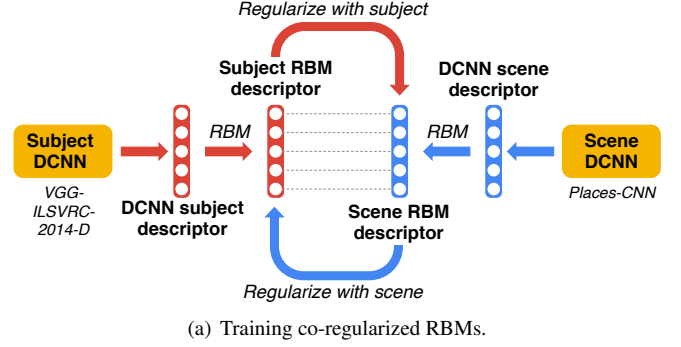 Regularize with subject
Subject RBM
descriptor
DCNN scene
descriptor
Subject
DCNN
RBM
RBM
Scene
DCNN
VGG-
ILSVRC-
2014-D
Places-CNN
DCNN subject
descriptor
Scene RBM
descriptor
Regularize with scene
(a) Training co-regularized RBMs.